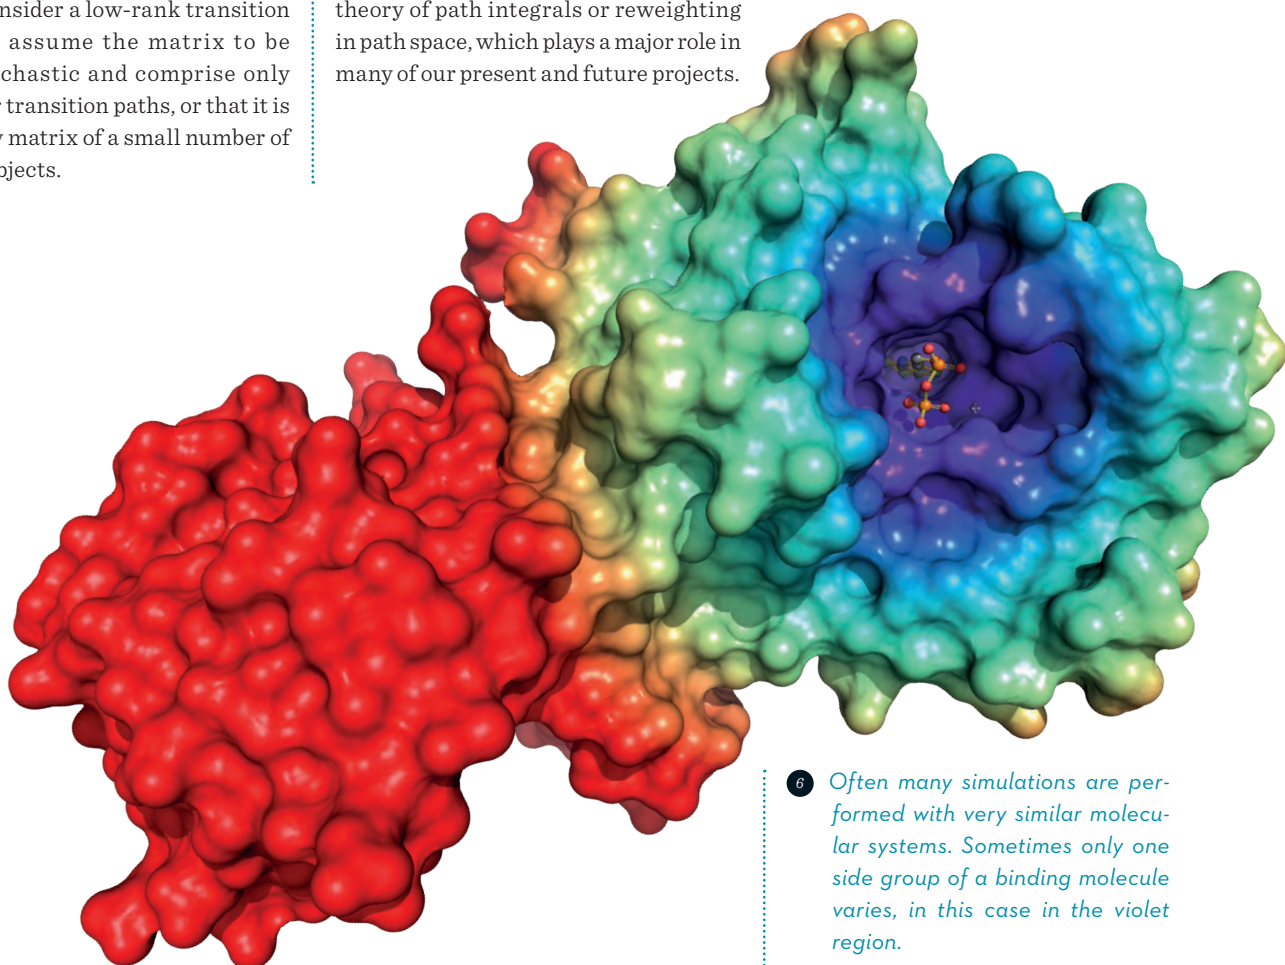 nsider a low-rank transition
assume the matrix to be
chastic and comprise only
transition paths, or that it is
matrix of a small number of
bjects.
theory of path integrals or reweighting
in path space, which plays a major role in
many of our present and future projects.
6 Often many simulations are per-
formed with very similar molecu-
lar systems. Sometimes only one
side group of a binding molecule
varies, in this case in the violet
region.